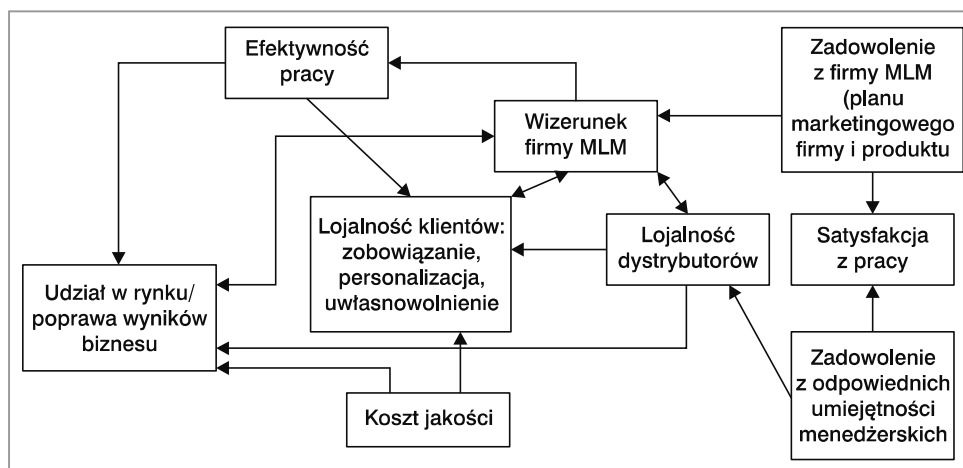 Efektywność
pracy
Zadowolenie
z firmy MLM
(planu
marketingowego
firmy i produktu
Wizerunek
firmy MLM
Lojalność klientów:
zobowiązanie,
personalizacja,
uwłasnowolnienie
Lojalność
dystrybutorów
Satysfakcja
z pracy
Udział w rynku/
poprawa wyników
biznesu
Zadowolenie
z odpowiednich
umiejętności
menedżerskich
Koszt jakości